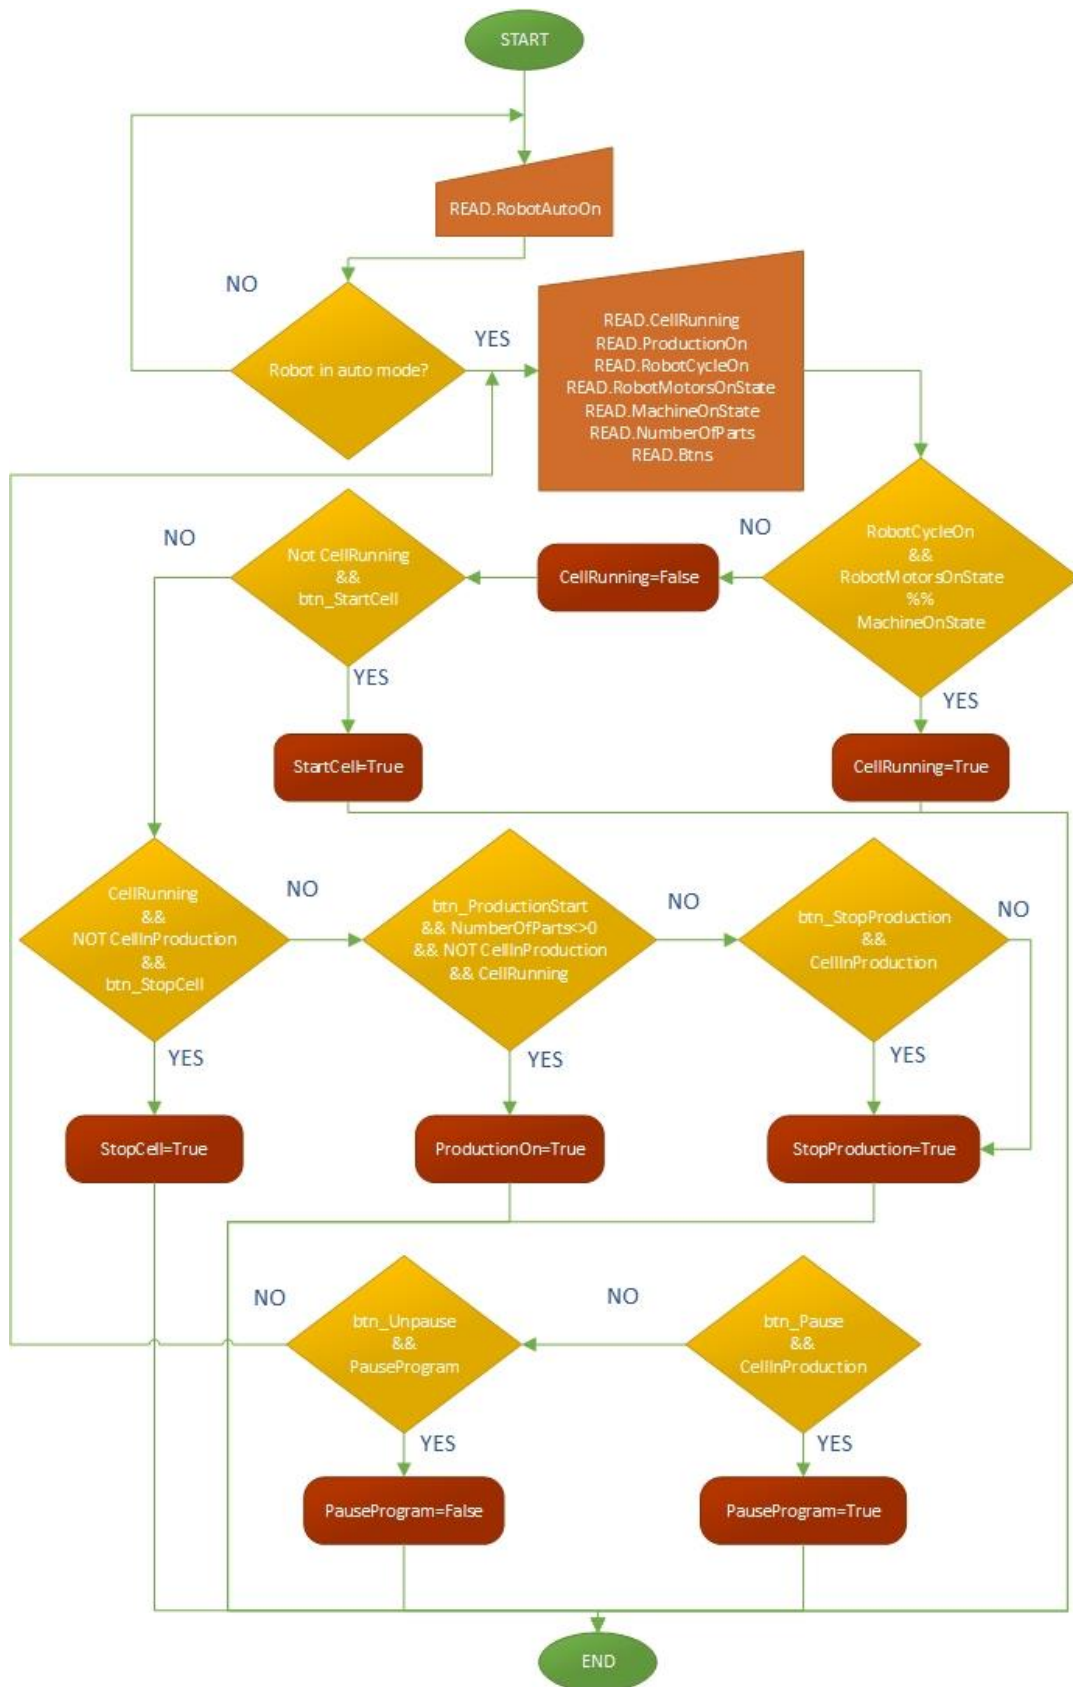 START
READ.RobotAutoOn
NO
Robot in auto mode?
YES
READ.CellRunning
READ.ProductionOn
READ.RobotCycleOn
READ.RobotMotorsOnState
READ.MachineOnState
READ.NumberOfParts
READ.Btns
RobotCycleOn
&&
RobotMotorsOnState
%%
MachineOnState
NO
CellRunning=False
Not CellRunning
&&
btn_StartCell
NO
YES
StartCell=True
YES
CellRunning=True
CellRunning
&&
NOT CellInProduction
&&
btn_StopCell
NO
btn_ProductionStart
&& NumberOfParts<>0
&& NOT CellInProduction
&& CellRunning
NO
btn_StopProduction
&&
CellInProduction
NO
YES
YES
YES
StopCell=True
ProductionOn=True
StopProduction=True
NO
btn_Unpause
&&
PauseProgram
NO
btn_Pause
&&
CellInProduction
YES
YES
PauseProgram=False
PauseProgram=True
END